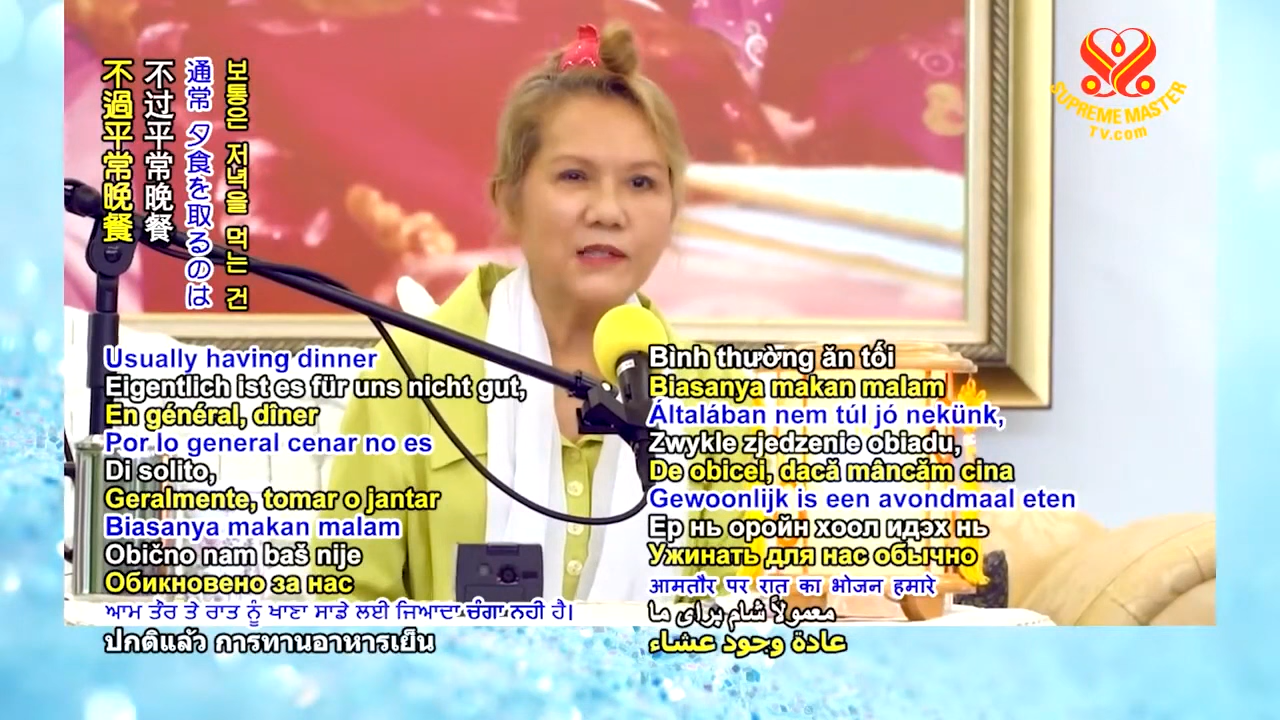 不過平常晚餐
不过平常晚餐
通常 夕食を取るのは
보통은 저녁을 먹는 건
SUPREME MASTER
TV.com
Usually having dinner
Eigentlich ist es für uns nicht gut,
En général, dîner
Por lo general cenar no es
Di solito,
Geralmente, tomar o jantar
Biasanya makan malam
Obično nam baš nije
Обикновено за нас
ਆਮ ਤੌਰ ਤੇ ਰਾਤ ਨੂੰ ਖਾਣਾ ਸਾਡੇ ਲਈ ਜਿਆਦਾ ਚੰਗਾ ਨਹੀ ਹੈ।
ปกติแล้ว การทานอาหารเย็น
Bình thường ăn tối
Biasanya makan malam
Általában nem túl jó nekünk,
Zwykle zjedzenie obiadu,
De obicei, dacă mâncăm cina
Gewoonlijk is een avondmaal eten
Ер нь оройн хоол идэх нь
Ужинать для нас обычно
आमतौर पर रात का भोजन हमारे
معمولاً شام برای ما
عادة وجود عشاء